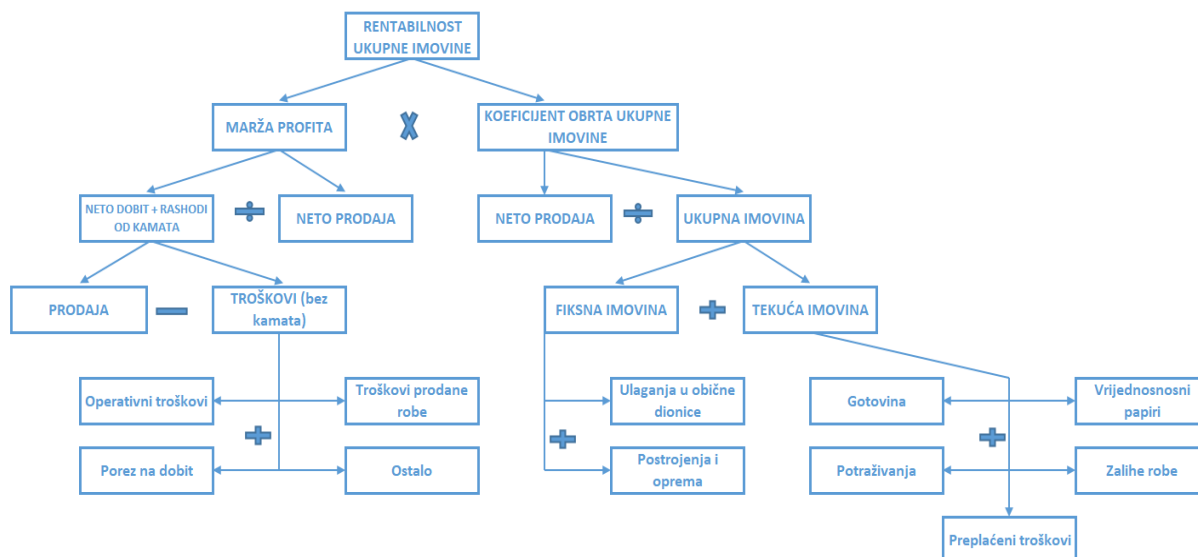 RENTABILNOST
UKUPNE IMOVINE
MARŽA PROFITA
KOEFICIJENT OBRTA UKUPNE
IMOVINE
NETO DOBIT + RASHODI
OD KAMATA
NETO PRODAJA
NETO PRODAJA
UKUPNA IMOVINA
PRODAJA
TROŠKOVI (bez
kamata)
FIKSNA IMOVINA
TEKUĆA IMOVINA
Operativni troškovi
Troškovi prodane
robe
Ulaganja u obične
dionice
Gotovina
Vrijednosnosni
papiri
Porez na dobit
Ostalo
Postrojenja i
oprema
Potraživanja
Zalihe robe
Preplaćeni troškovi